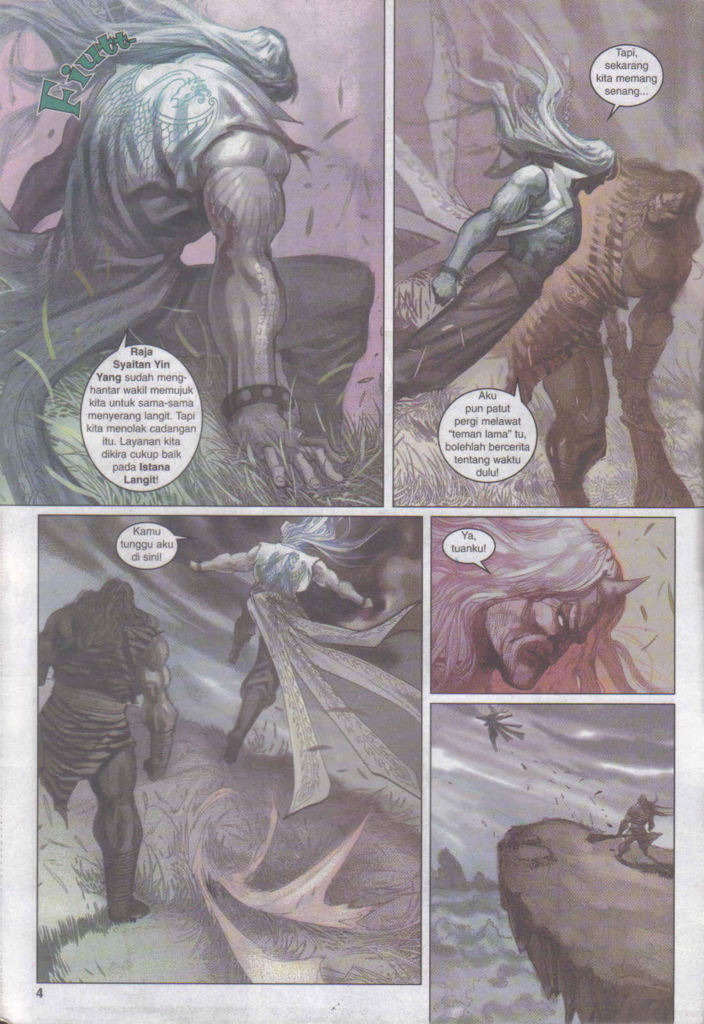 Fiutt
Raja
Syaitan Yin
Yang sudah meng-
hantar wakil memujuk
kita untuk sama-sama
menyerang langit. Tapi
kita menolak cadangan
itu. Layanan kita
dikira cukup baik
pada Istana
Langit!
Tapi,
sekarang
kita memang
senang...
Aku
pun patut
pergi melawat
"teman lama" tu,
bolehlah bercerita
tentang waktu
dulu!
Kamu
tunggu aku
di sini!
Ya,
tuanku!
4